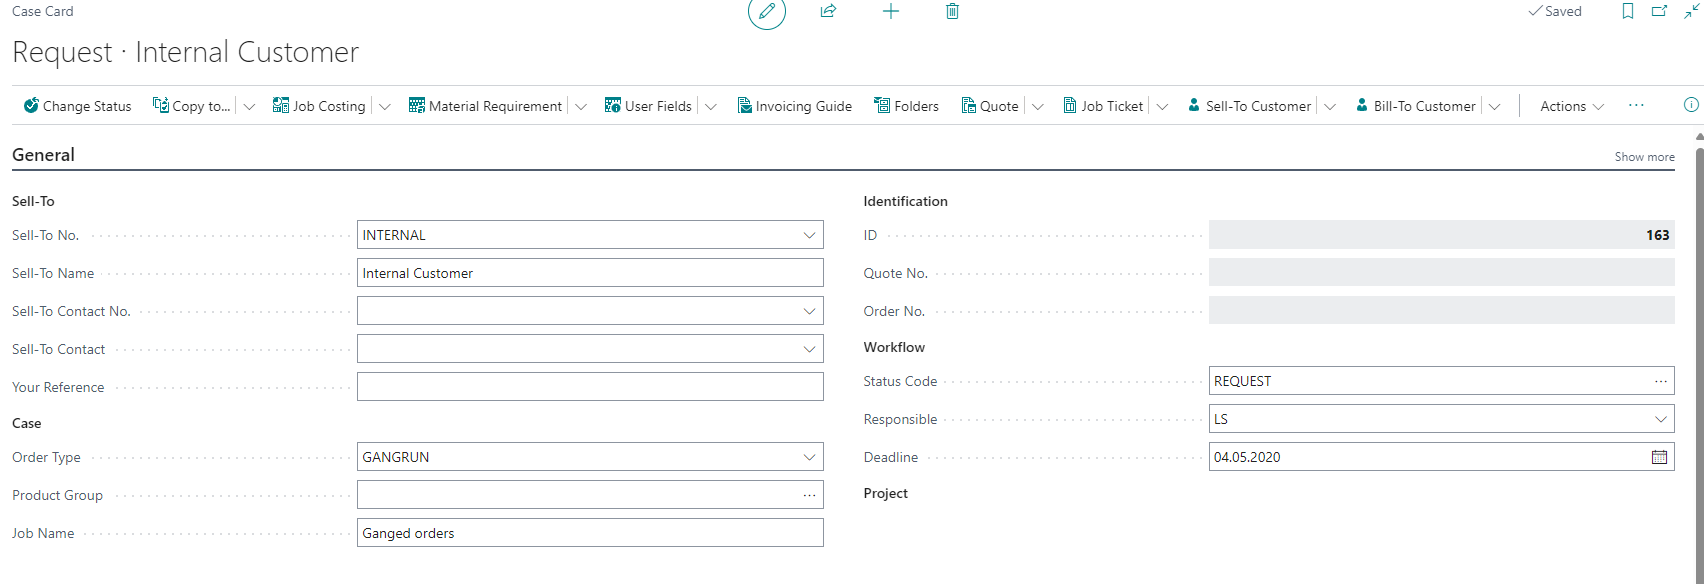 Case Card
Saved
Request · Internal Customer
Change Status Copy to... Job Costing Material Requirement User Fields Invoicing Guide Folders Quote Job Ticket Sell-To Customer Bill-To Customer Actions ...
General
Show more
Sell-To
Sell-To No. INTERNAL
Sell-To Name Internal Customer
Sell-To Contact No.
Sell-To Contact
Your Reference
Case
Order Type GANGRUN
Product Group ...
Job Name Ganged orders
Identification
ID 163
Quote No.
Order No.
Workflow
Status Code REQUEST ...
Responsible LS
Deadline 04.05.2020
Project